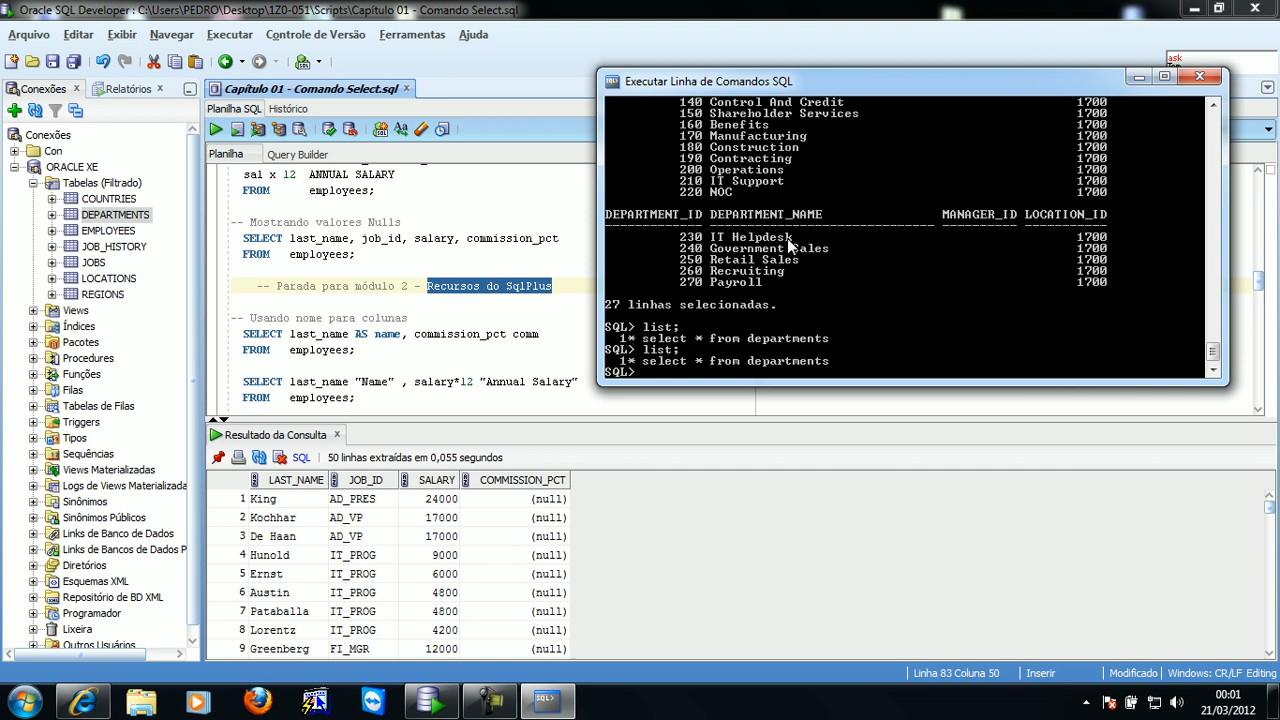 Oracle SQL Developer : C:\Users\PEDRO\Desktop\1Z0-051\Scripts\Capítulo 01 - Comando Select.sql
Arquivo Editar Exibir Navegar Executar Controle de Versão Ferramentas Ajuda
ask
Conexões
Relatórios
Conexões
Con
ORACLE XE
Tabelas (Filtrado)
COUNTRIES
DEPARTMENTS
EMPLOYEES
JOB_HISTORY
JOBS
LOCATIONS
REGIONS
Views
Índices
Pacotes
Procedures
Functions
Filas
Tabelas de Filas
Triggers
Tipos
Sequências
Views Materializadas
Logs de Views Materializada
Sinônimos
Sinônimos Públicos
Links de Banco de Dados
Links de Bancos de Dados P
Diretórios
Esquemas XML
Repositório de BD XML
Programador
Lixeira
Outros Usuários
Capítulo 01 - Comando Select.sql
Planilha SQL Histórico
Planilha Query Builder
sal x 12 ANNUAL SALARY
FROM employees;
-- Mostrando valores Nulls
SELECT last_name, job_id, salary, commission_pct
FROM employees;
-- Parada para módulo 2 - Recursos do SqlPlus
-- Usando nome para colunas
SELECT last_name AS name, commission_pct comm
FROM employees;
SELECT last_name "Name" , salary*12 "Annual Salary"
FROM employees;
Executar Linha de Comandos SQL
140 Control And Credit 1700
150 Shareholder Services 1700
160 Benefits 1700
170 Manufacturing 1700
180 Construction 1700
190 Contracting 1700
200 Operations 1700
210 IT Support 1700
220 NOC 1700
DEPARTMENT_ID DEPARTMENT_NAME MANAGER_ID LOCATION_ID
230 IT Helpdesk 1700
240 Government Sales 1700
250 Retail Sales 1700
260 Recruiting 1700
270 Payroll 1700
27 linhas selecionadas.
SQL> list;
1* select * from departments
SQL> list;
1* select * from departments
SQL>
Resultado da Consulta
SQL 50 linhas extraídas em 0,055 segundos
LAST_NAME JOB_ID SALARY COMMISSION_PCT
1 King AD_PRES 24000 (null)
2 Kochhar AD_VP 17000 (null)
3 De Haan AD_VP 17000 (null)
4 Hunold IT_PROG 9000 (null)
5 Ernst IT_PROG 6000 (null)
6 Austin IT_PROG 4800 (null)
7 Pataballa IT_PROG 4800 (null)
8 Lorentz IT_PROG 4200 (null)
9 Greenberg FI_MGR 12000 (null)
Linha 83 Coluna 50 Inserir Modificado Windows: CR/LF Editing
00:01
21/03/2012